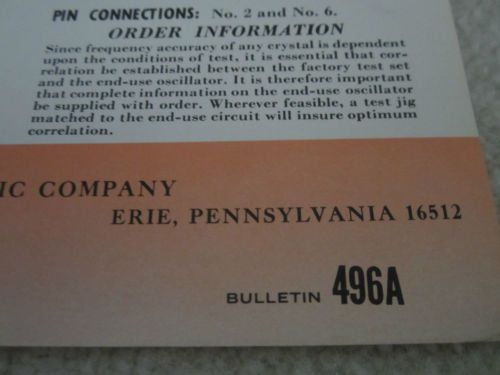 PIN CONNECTIONS: No. 2 and No. 6.
ORDER INFORMATION
Since frequency accuracy of any crystal is dependent
upon the conditions of test, it is essential that cor-
relation be established between the factory test set
and the end-use oscillator. It is therefore important
that complete information on the end-use oscillator
be supplied with order. Wherever feasible, a test jig
matched to the end-use circuit will insure optimum
correlation.
IC COMPANY
ERIE, PENNSYLVANIA 16512
BULLETIN 496A